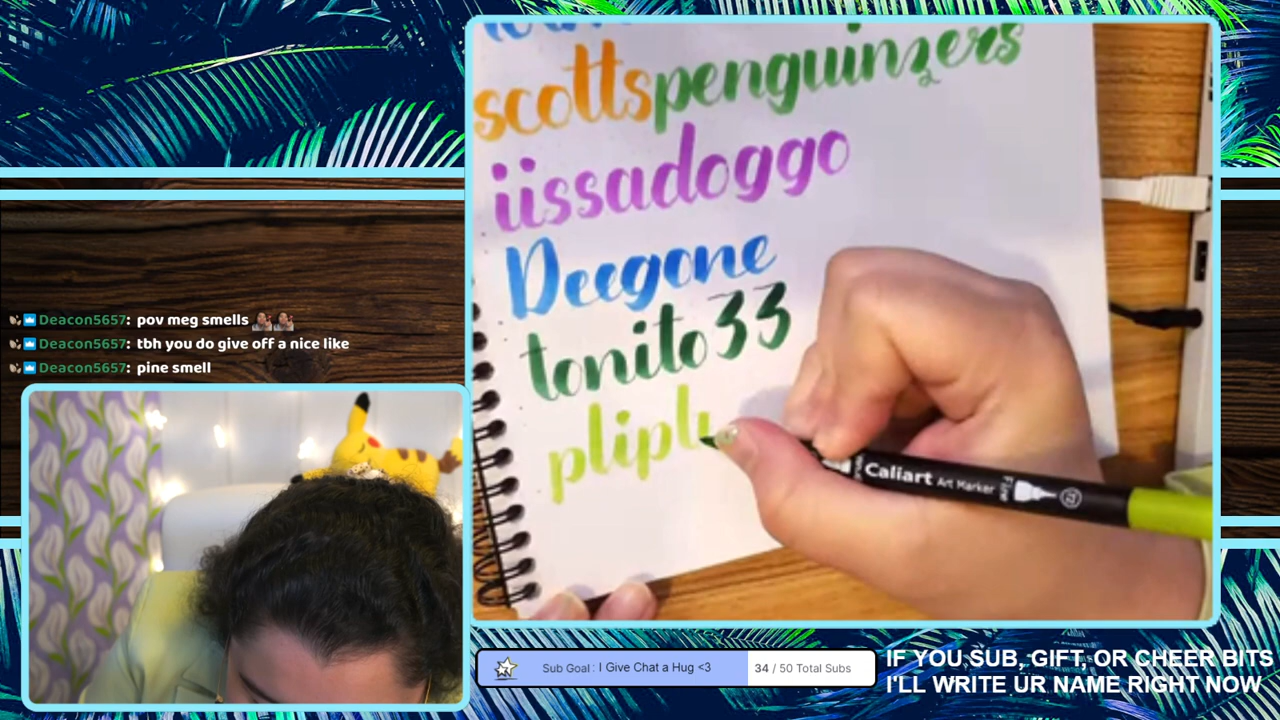 scottspenguinzers
iissadoggo
Deegone
tonito33
plipl
Caliart Art Marker Fine
Deacon5657: pov meg smells
Deacon5657: tbh you do give off a nice like
Deacon5657: pine smell
Sub Goal: I Give Chat a Hug <3 34 / 50 Total Subs
IF YOU SUB, GIFT, OR CHEER BITS
I'LL WRITE UR NAME RIGHT NOW